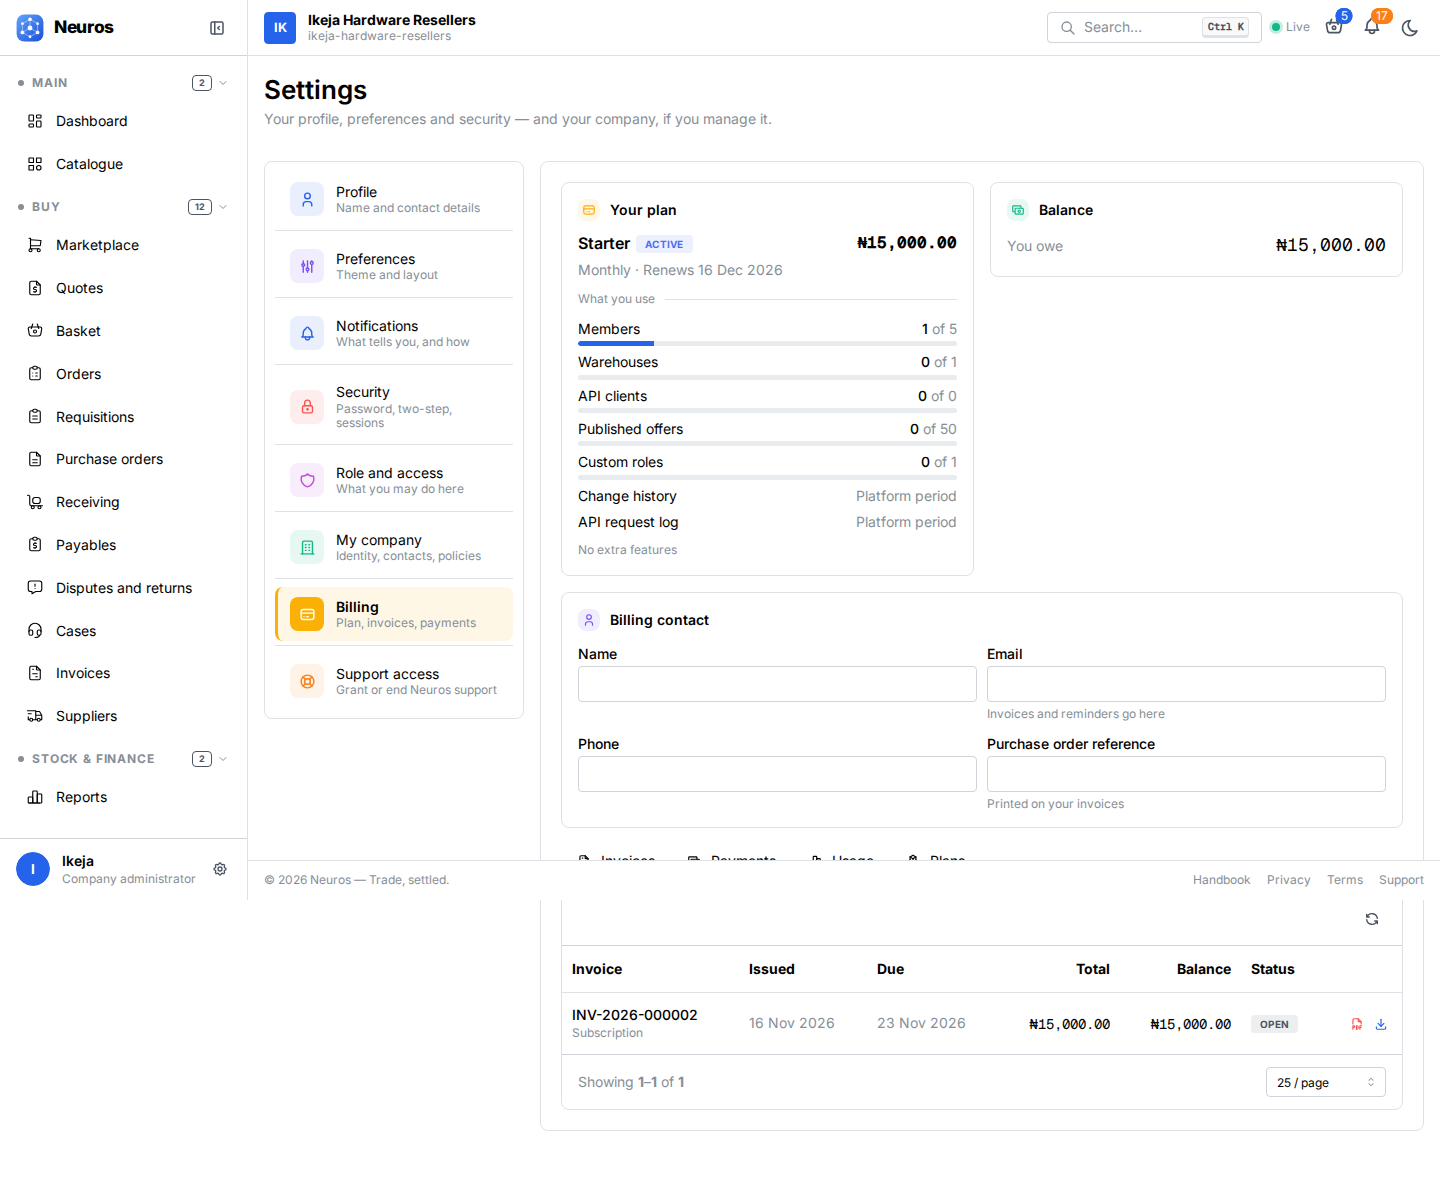 Neuros
IK
Ikeja Hardware Resellers
ikeja-hardware-resellers
Search...
Ctrl K
Live
5
17
MAIN
2
Dashboard
Catalogue
BUY
12
Marketplace
Quotes
Basket
Orders
Requisitions
Purchase orders
Receiving
Payables
Disputes and returns
Cases
Invoices
Suppliers
STOCK & FINANCE
2
Reports
I
Ikeja
Company administrator
Settings
Your profile, preferences and security — and your company, if you manage it.
Profile
Name and contact details
Preferences
Theme and layout
Notifications
What tells you, and how
Security
Password, two-step,
sessions
Role and access
What you may do here
My company
Identity, contacts, policies
Billing
Plan, invoices, payments
Support access
Grant or end Neuros support
Your plan
Starter ACTIVE ₦15,000.00
Monthly · Renews 16 Dec 2026
What you use
Members 1 of 5
Warehouses 0 of 1
API clients 0 of 0
Published offers 0 of 50
Custom roles 0 of 1
Change history Platform period
API request log Platform period
No extra features
Balance
You owe ₦15,000.00
Billing contact
Name
Email
Invoices and reminders go here
Phone
Purchase order reference
Printed on your invoices
Invoices Payments Usage Plans
© 2026 Neuros — Trade, settled.
Handbook Privacy Terms Support
Invoice Issued Due Total Balance Status
INV-2026-000002 16 Nov 2026 23 Nov 2026 ₦15,000.00 ₦15,000.00 OPEN
Subscription
PDF
Showing 1–1 of 1
25 / page